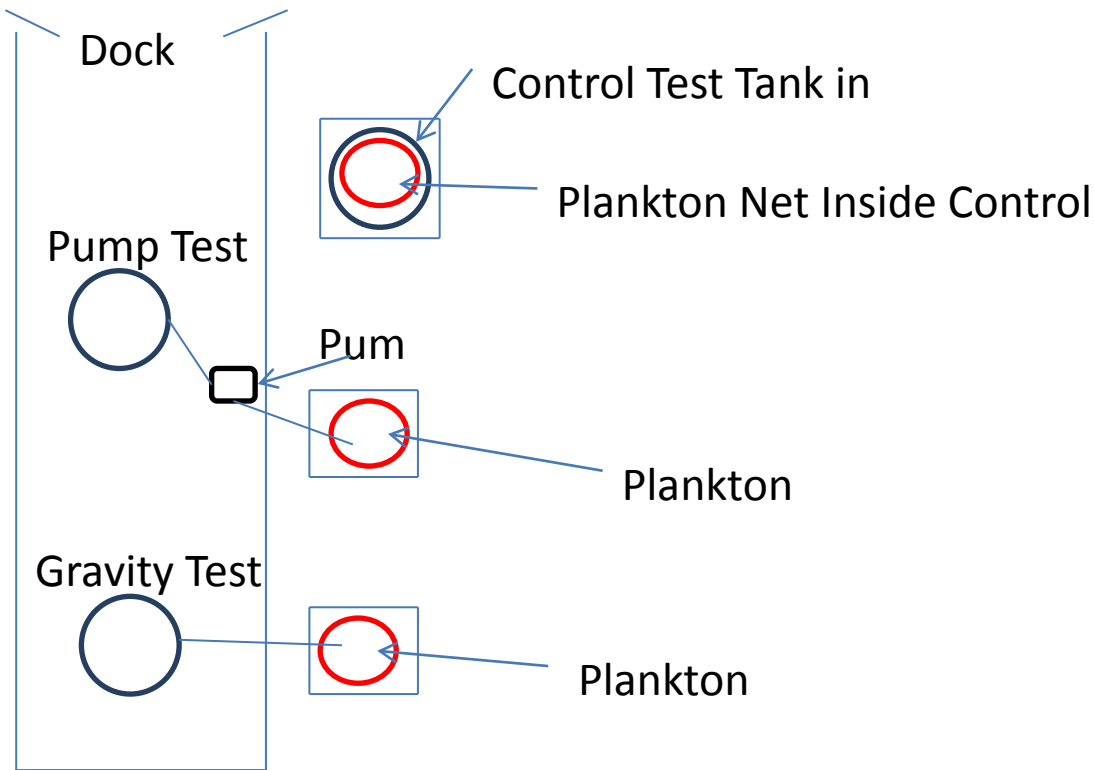 Dock
Control Test Tank in
Plankton Net Inside Control
Pump Test
Pum
Plankton
Gravity Test
Plankton